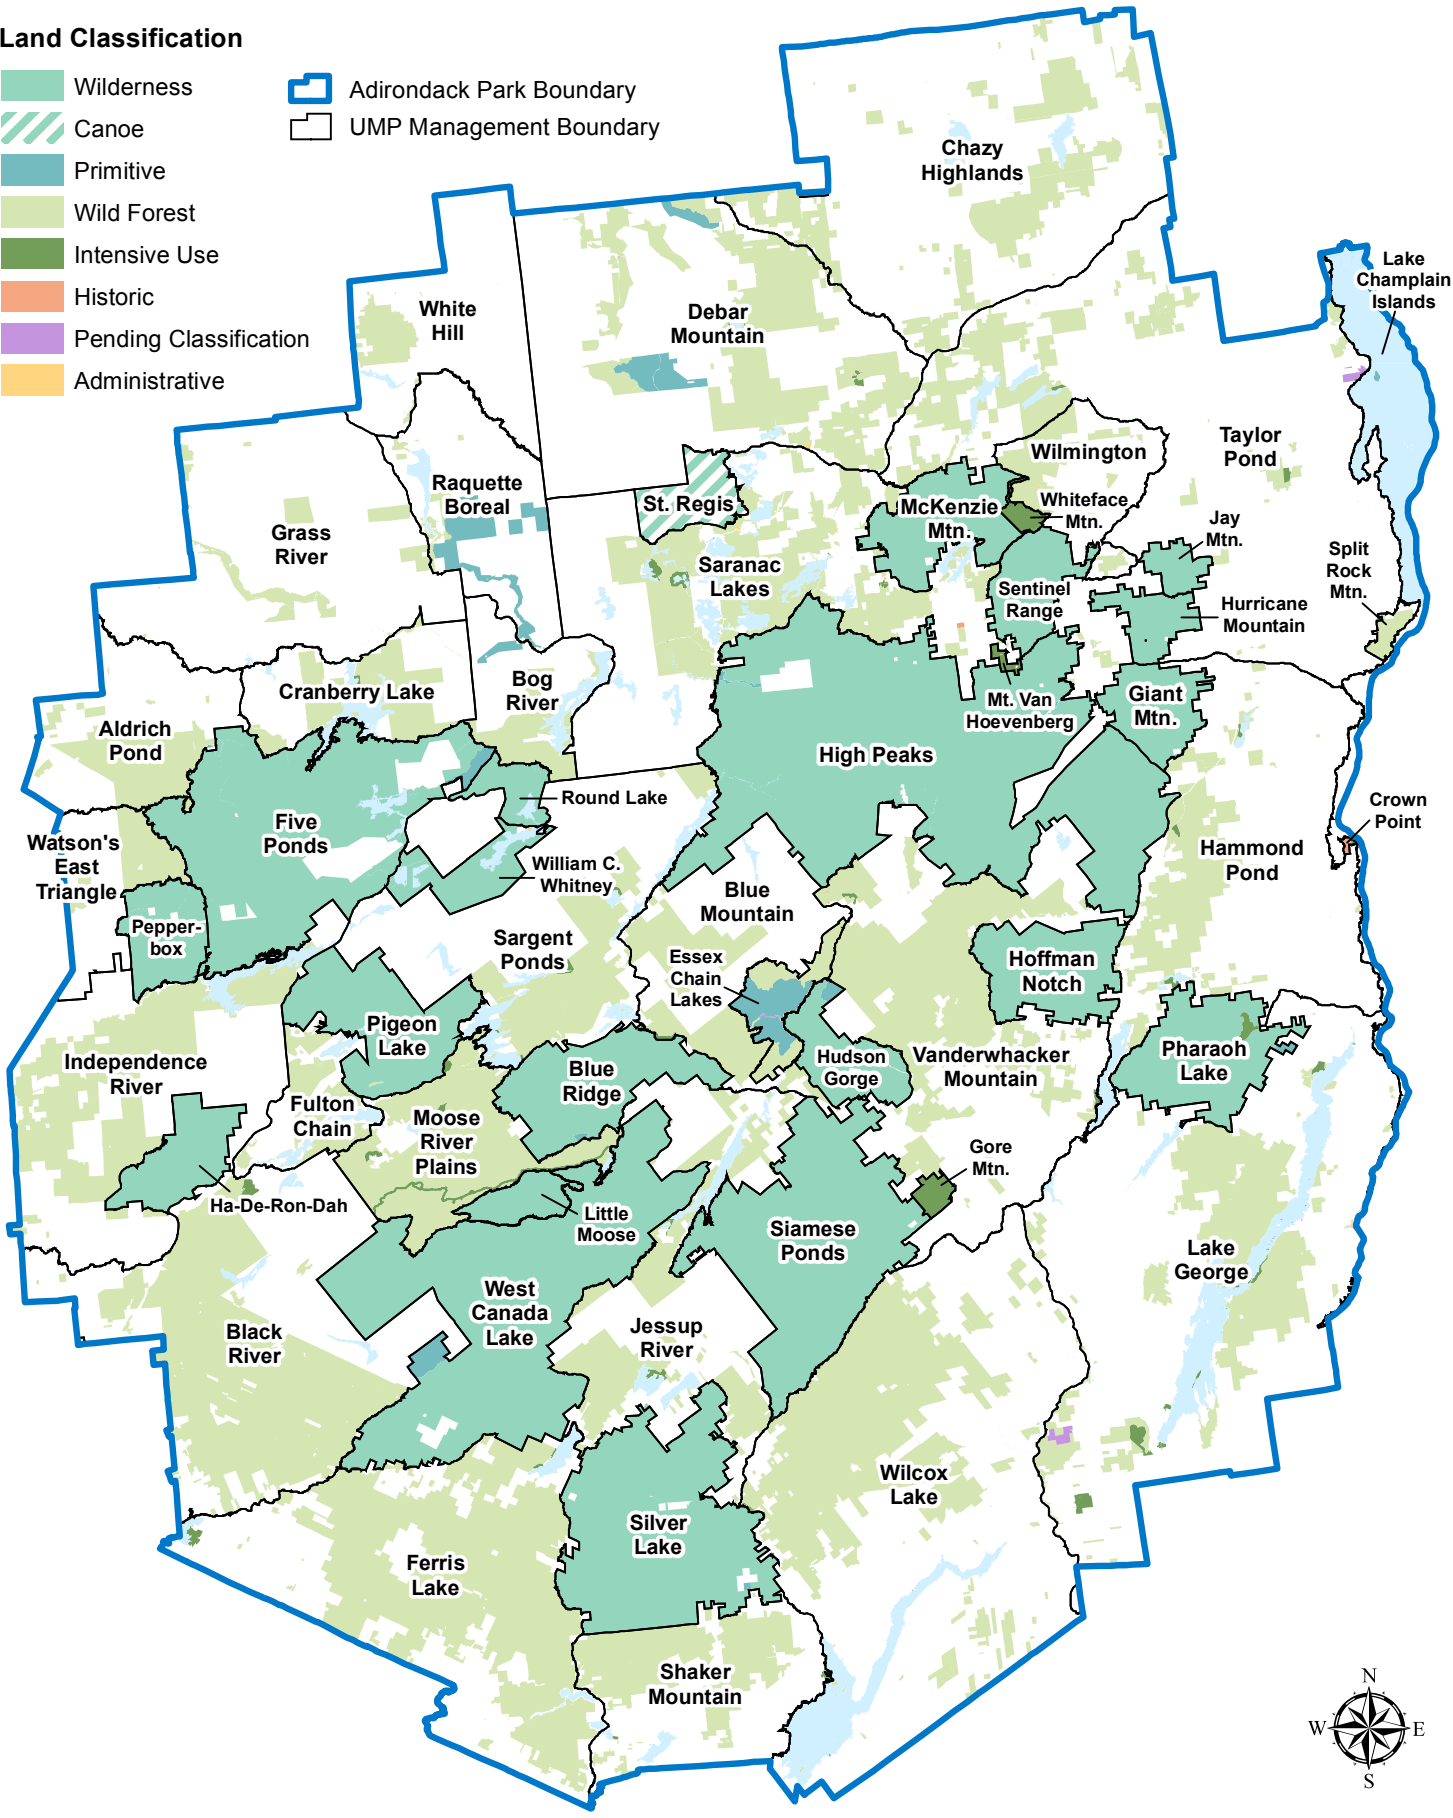 Land Classification
Wilderness
Canoe
Primitive
Wild Forest
Intensive Use
Historic
Pending Classification
Administrative
Adirondack Park Boundary
UMP Management Boundary
Chazy
Highlands
Lake
Champlain
Islands
White
Hill
Debar
Mountain
Taylor
Pond
Wilmington
Raquette
Boreal
St. Regis
McKenzie
Mtn.
Whiteface
Mtn.
Jay
Mtn.
Grass
River
Saranac
Lakes
Sentinel
Range
Split
Rock
Mtn.
Hurricane
Mountain
Cranberry Lake
Bog
River
Mt. Van
Hoevenberg
Giant
Mtn.
Aldrich
Pond
High Peaks
Round Lake
Crown
Point
Five
Ponds
Watson's
East
Triangle
William C.
Whitney
Hammond
Pond
Blue
Mountain
Pepper-
box
Sargent
Ponds
Essex
Chain
Lakes
Hoffman
Notch
Pigeon
Lake
Independence
River
Blue
Ridge
Hudson
Gorge
Vanderwhacker
Mountain
Pharaoh
Lake
Fulton
Chain
Moose
River
Plains
Gore
Mtn.
Ha-De-Ron-Dah
Little
Moose
Siamese
Ponds
Lake
George
West
Canada
Lake
Black
River
Jessup
River
Wilcox
Lake
Silver
Lake
Ferris
Lake
Shaker
Mountain
N
W
E
S